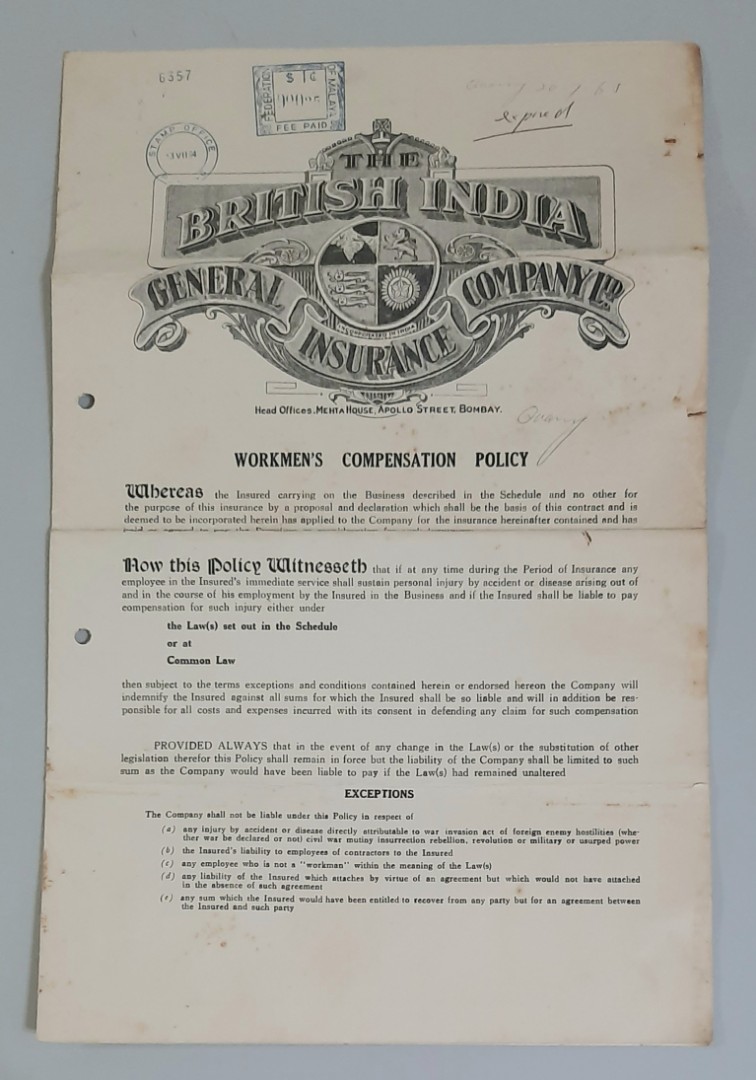 6357
FEDERATIO
OF MALAYA
$ | C
FEE PAID
STAMP OFFICE
expired
THE
BRITISH INDIA
GENERAL
INSURANCE
COMPANY LD
INCORPORATED IN INDIA
Head Offices, MEHTA HOUSE, APOLLO STREET, BOMBAY.
WORKMEN'S COMPENSATION POLICY
Whereas the Insured carrying on the Business described in the Schedule and no other for
the purpose of this insurance by a proposal and declaration which shall be the basis of this contract and is
deemed to be incorporated herein has applied to the Company for the insurance hereinafter contained and has
Now this Policy Witnesseth that if at any time during the Period of Insurance any
employee in the Insured's immediate service shall sustain personal injury by accident or disease arising out of
and in the course of his employment by the Insured in the Business and if the Insured shall be liable to pay
compensation for such injury either under
the Law(s) set out in the Schedule
or at
Common Law
then subject to the terms exceptions and conditions contained herein or endorsed hereon the Company will
indemnify the Insured against all sums for which the Insured shall be so liable and will in addition be res-
ponsible for all costs and expenses incurred with its consent in defending any claim for such compensation
PROVIDED ALWAYS that in the event of any change in the Law(s) or the substitution of other
legislation therefor this Policy shall remain in force but the liability of the Company shall be limited to such
sum as the Company would have been liable to pay if the Law(s) had remained unaltered
EXCEPTIONS
The Company shall not be liable under this Policy in respect of
(a) any injury by accident or disease directly attributable to war invasion act of foreign enemy hostilities (whe-
ther war be declared or not) civil war mutiny insurrection rebellion, revolution or military or usurped power
(b) the Insured's liability to employees of contractors to the Insured
(c) any employee who is not a "workman" within the meaning of the Law(s)
(d) any liability of the Insured which attaches by virtue of an agreement but which would not have attached
in the absence of such agreement
(e) any sum which the Insured would have been entitled to recover from any party but for an agreement between
the Insured and such party